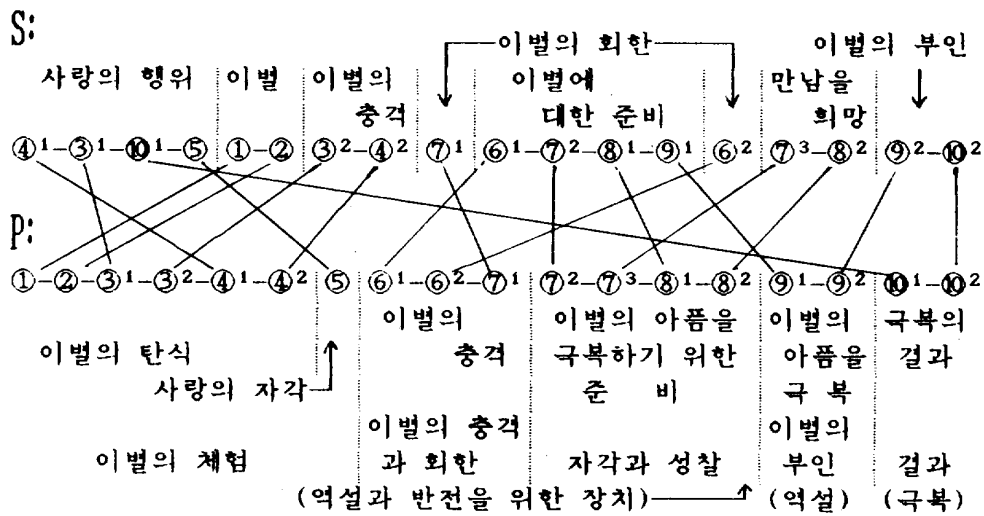 S:
이별의 회한 이별의 부인
사랑의 행위 이별 이별의 이별에 만남을
충격 대한 준비 희망
④¹–③¹–⑩¹–⑤ ①–② ③²–④² ⑦¹ ⑥¹–⑦²–⑧¹–⑨¹ ⑥² ⑦³–⑧² ⑨²–⑩²
P:
①–②–③¹–③²–④¹–④² ⑤ ⑥¹–⑥²–⑦¹ ⑦²–⑦³–⑧¹–⑧² ⑨¹–⑨² ⑩¹–⑩²
이별의 이별의 아픔을 이별의 극복의
이별의 탄식 충격 극복하기 위한 아픔을 결과
사랑의 자각 준 비 극 복
이별의 충격 이별의
이별의 체험 과 회한 자각과 성찰 부인 결과
(역설과 반전을 위한 장치) (역설) (극복)